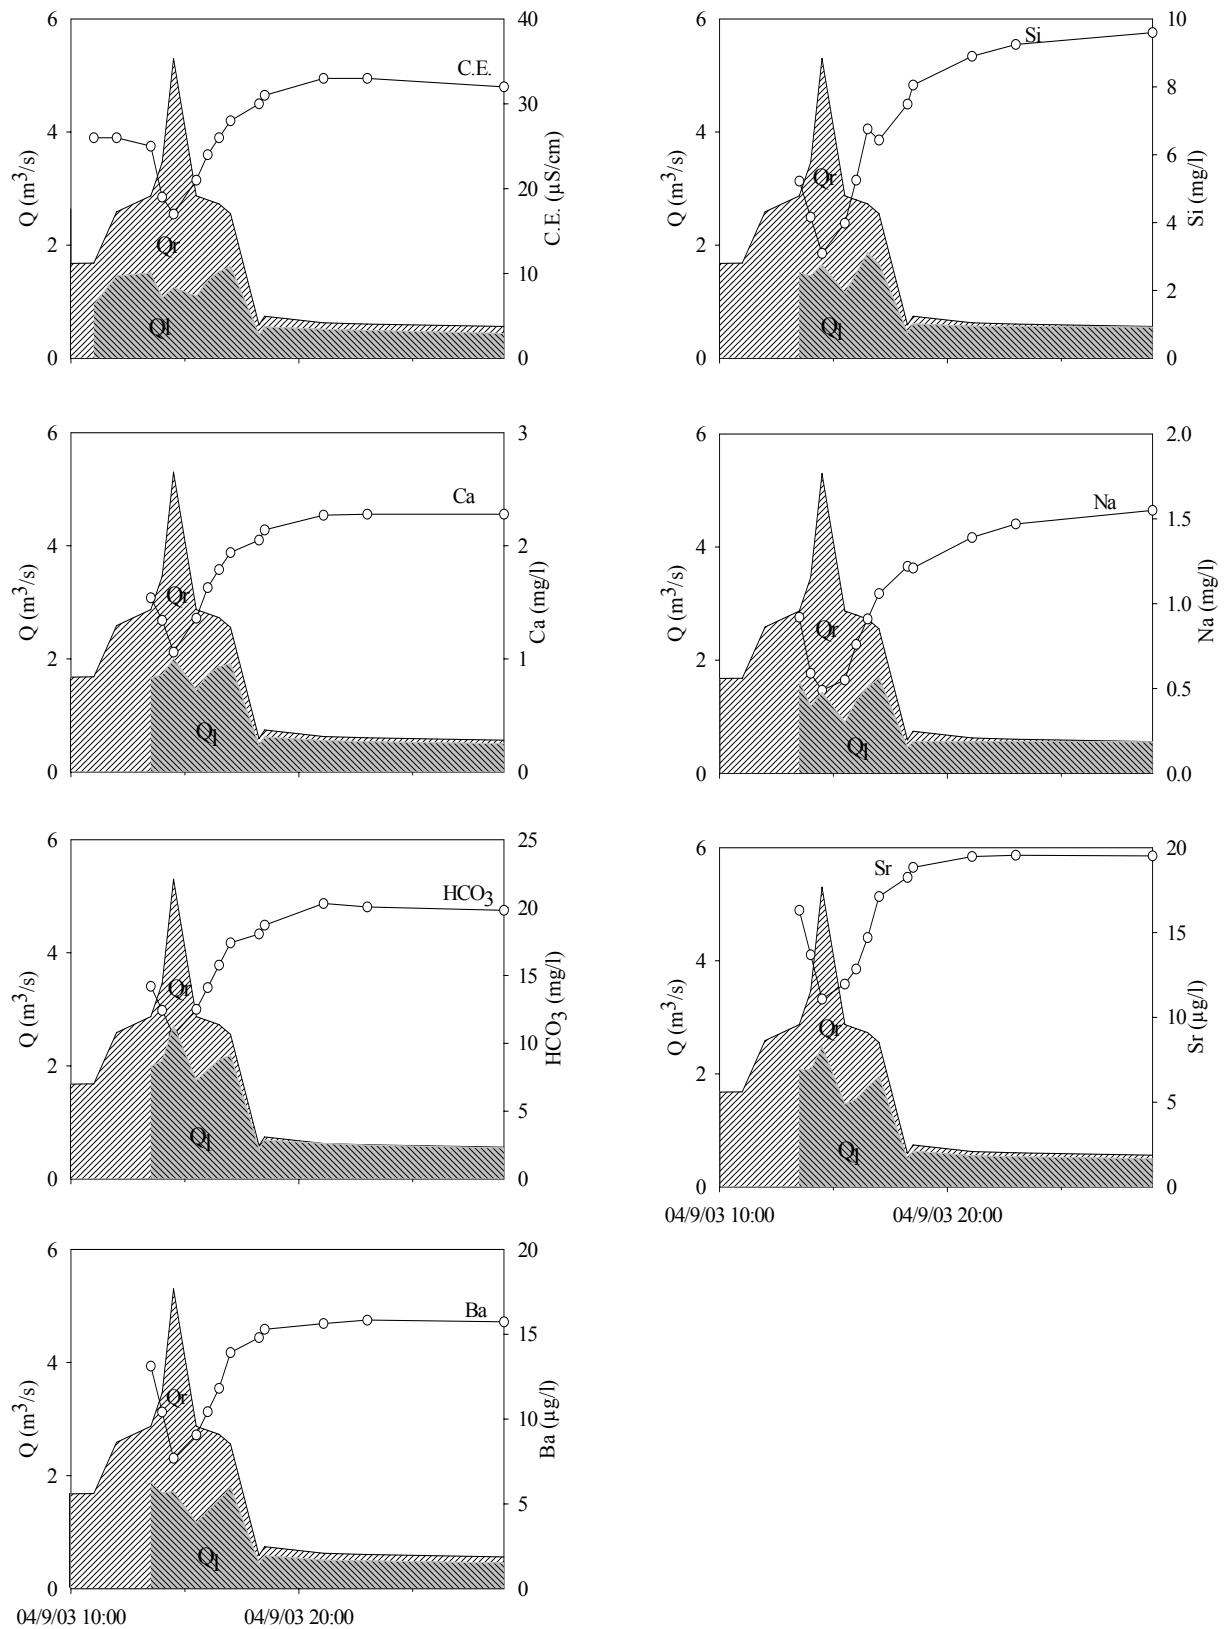 6
4
2
0
Q (m3/s)
C.E.
Qr
Ql
40
30
20
10
0
C.E. (µS/cm)
6
4
2
0
Q (m3/s)
Si
Qr
Ql
10
8
6
4
2
0
Si (mg/l)
6
4
2
0
Q (m3/s)
Ca
Qr
Ql
3
2
1
0
Ca (mg/l)
6
4
2
0
Q (m3/s)
Na
Qr
Ql
2.0
1.5
1.0
0.5
0.0
Na (mg/l)
6
4
2
0
Q (m3/s)
HCO3
Qr
Ql
25
20
15
10
5
0
HCO3 (mg/l)
6
4
2
0
Q (m3/s)
Sr
Qr
Ql
20
15
10
5
0
Sr (µg/l)
04/9/03 10:00
04/9/03 20:00
6
4
2
0
Q (m3/s)
Ba
Qr
Ql
20
15
10
5
0
Ba (µg/l)
04/9/03 10:00
04/9/03 20:00